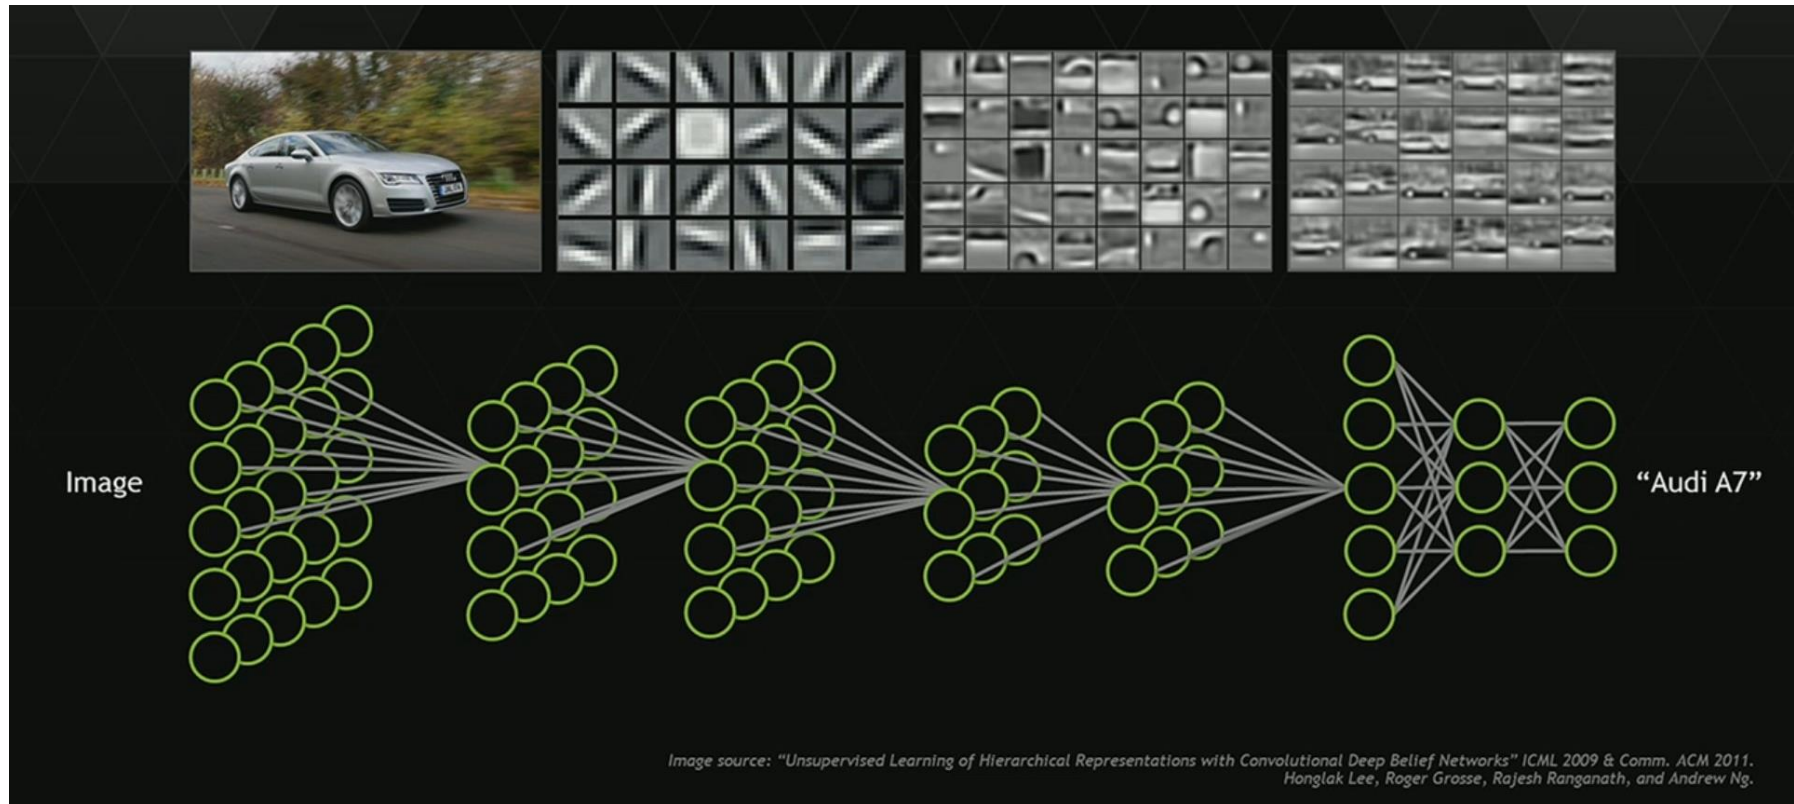 Image
“Audi A7”
Image source: “Unsupervised Learning of Hierarchical Representations with Convolutional Deep Belief Networks” ICML 2009 & Comm. ACM 2011.
Honglak Lee, Roger Grosse, Rajesh Ranganath, and Andrew Ng.